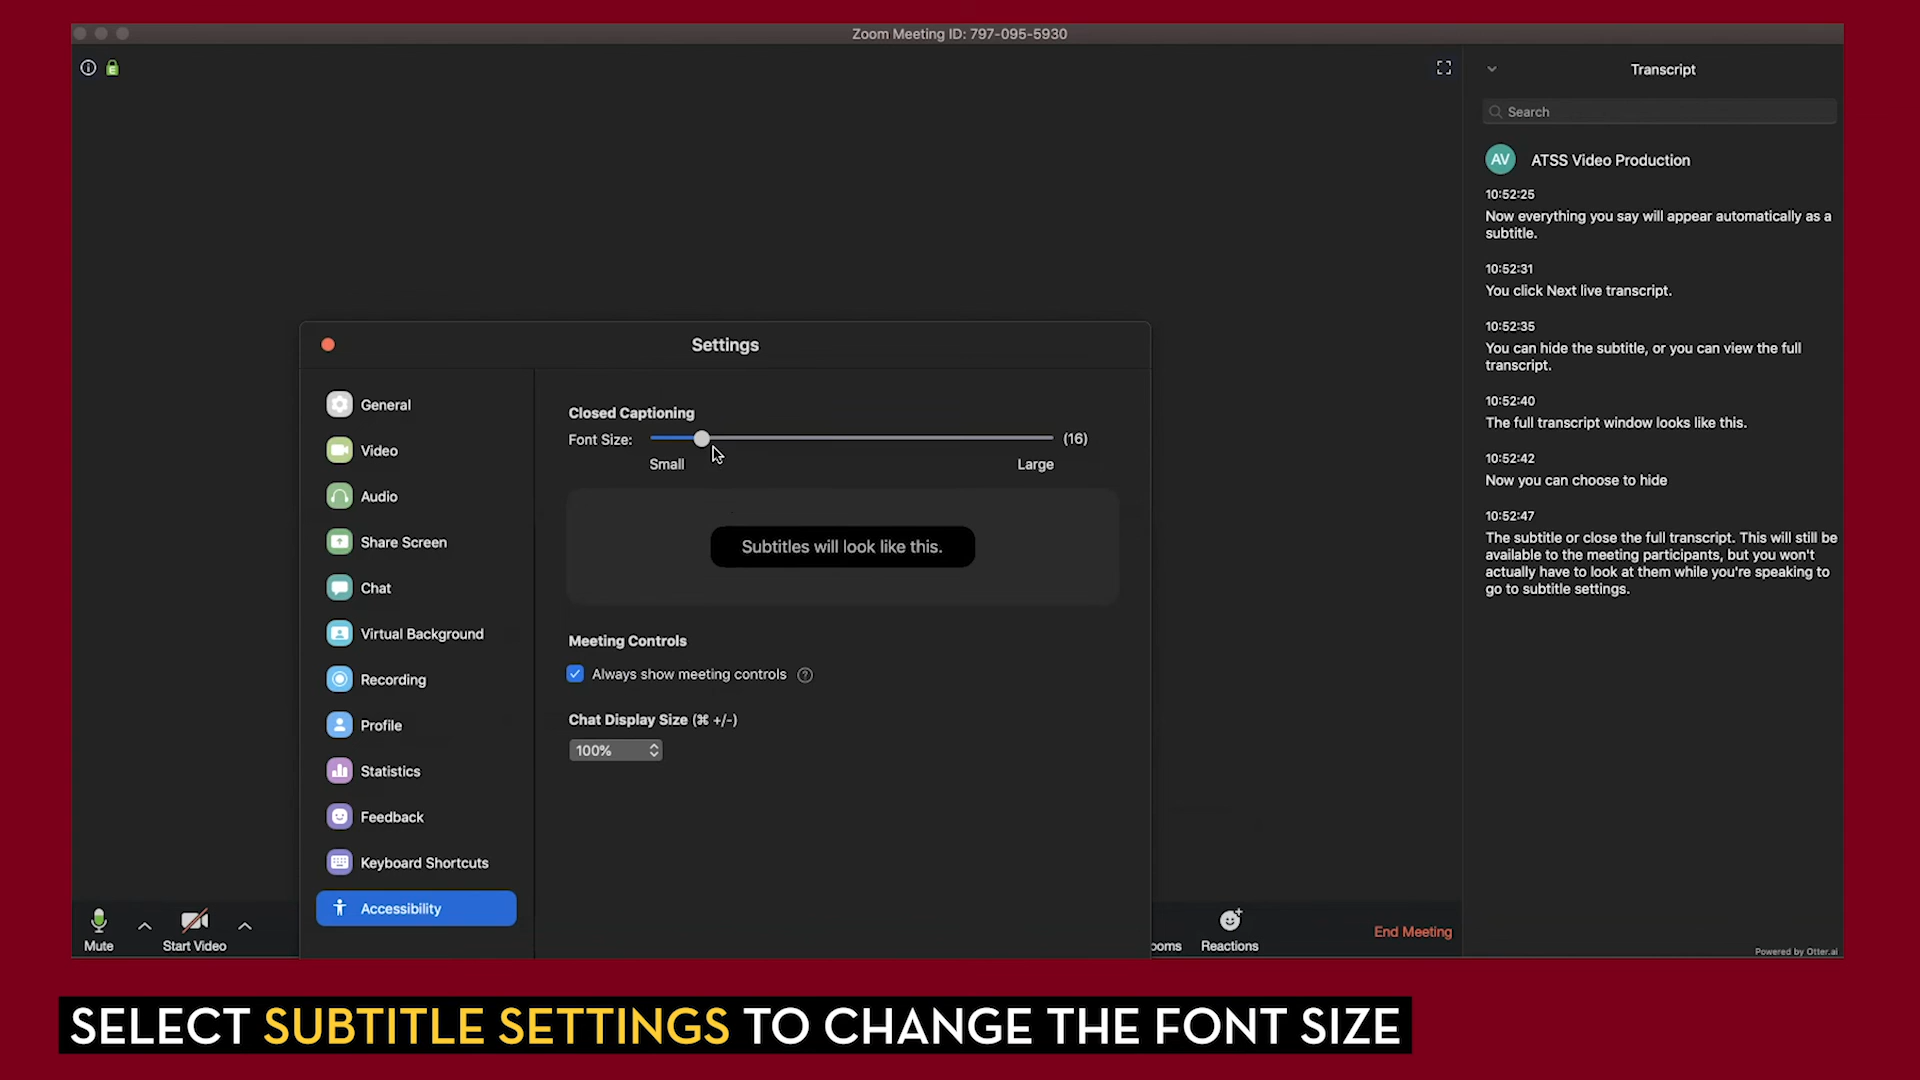 Zoom Meeting ID: 797-095-5930
E
Transcript
Search
AV
ATSS Video Production
10:52:25
Now everything you say will appear automatically as a
subtitle.
10:52:31
You click Next live transcript.
10:52:35
You can hide the subtitle, or you can view the full
transcript.
10:52:40
The full transcript window looks like this.
10:52:42
Now you can choose to hide
10:52:47
The subtitle or close the full transcript. This will still be
available to the meeting participants, but you won't
actually have to look at them while you're speaking to
go to subtitle settings.
Powered by Otter.ai
Settings
General
Video
Audio
Share Screen
Chat
Virtual Background
Recording
Profile
Statistics
Feedback
Keyboard Shortcuts
Accessibility
Closed Captioning
Font Size:
(16)
Small
Large
Subtitles will look like this.
Meeting Controls
Always show meeting controls ?
Chat Display Size (⌘ +/-)
100%
Mute
Start Video
ooms
Reactions
End Meeting
SELECT SUBTITLE SETTINGS TO CHANGE THE FONT SIZE